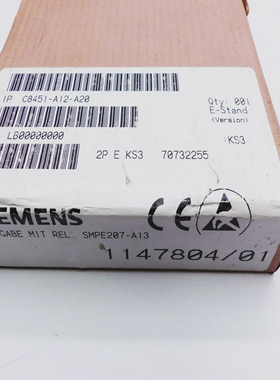 IP C8451-A12-A20
Qty: 001
E-Stand
(Version)
LB00000000
KS3
2P E KS3 70732255
SIEMENS
CE
GABE MIT REL. SMPE207-A13
1147804/01